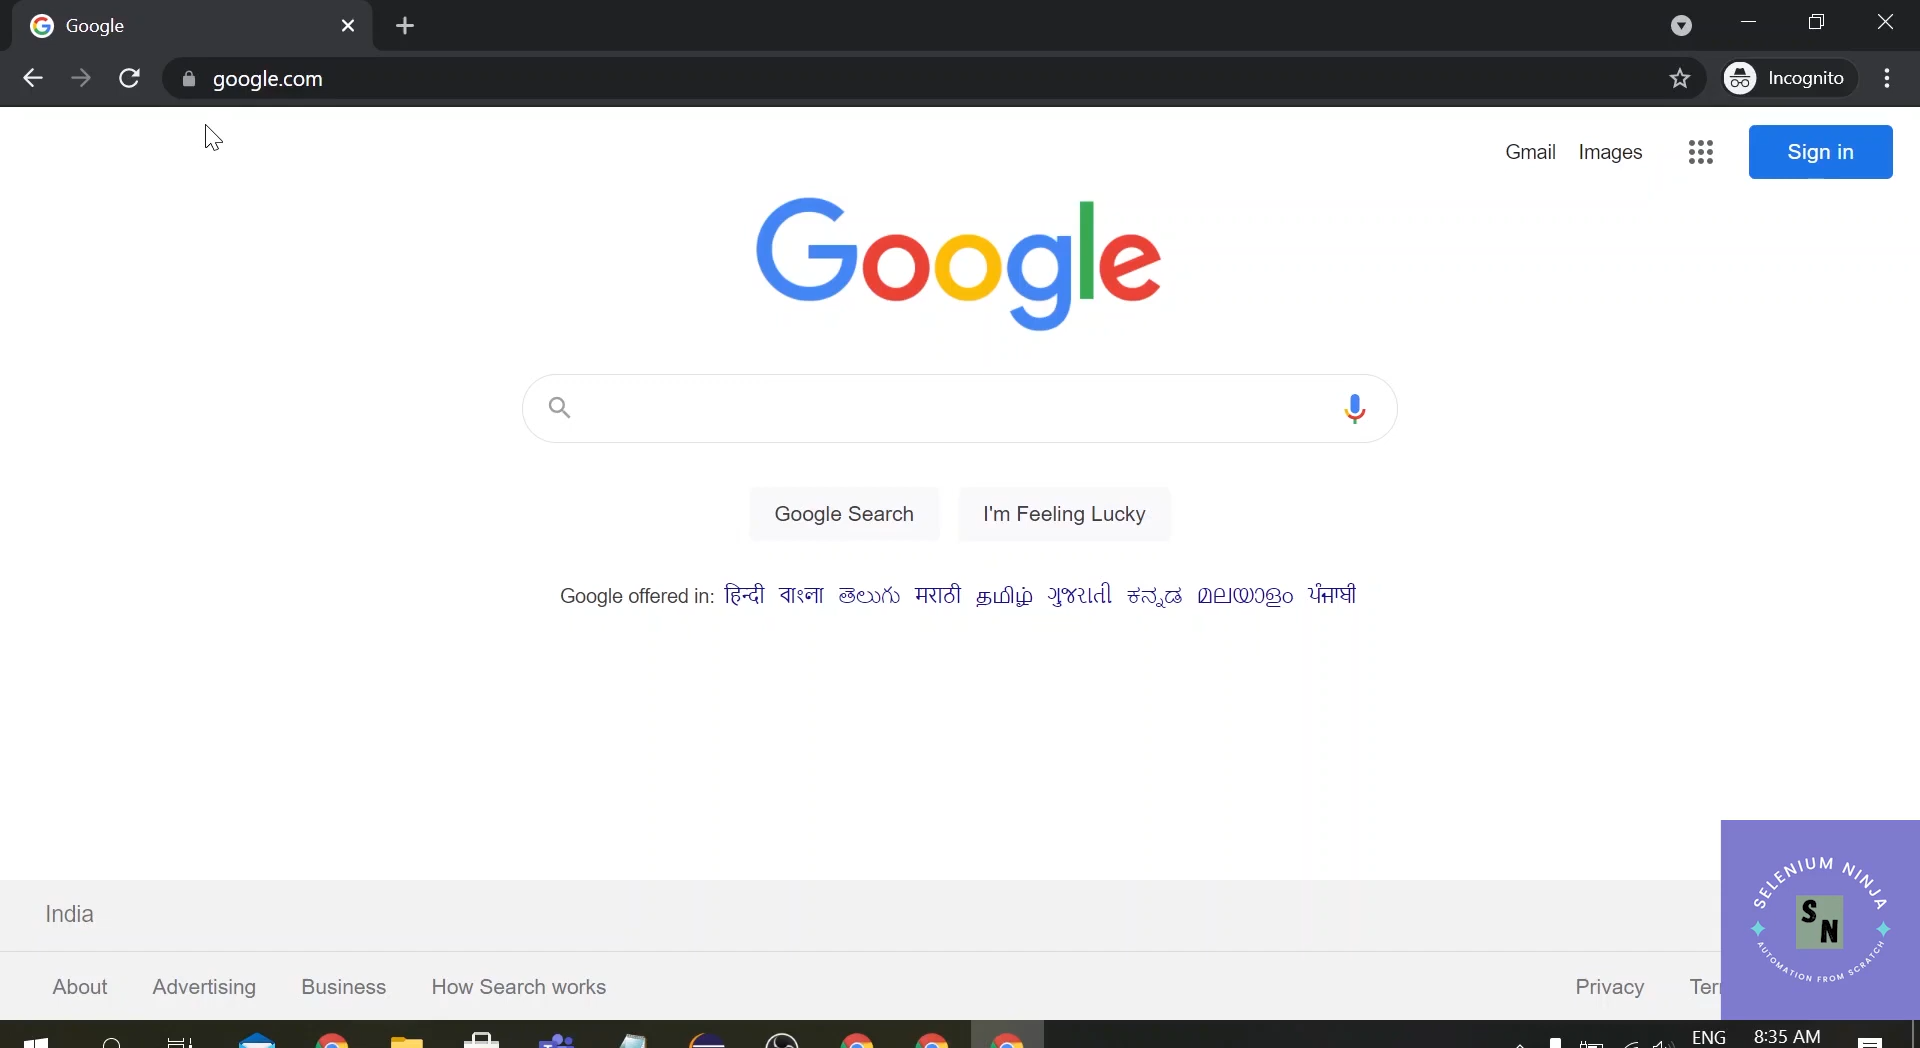 Google
google.com
Incognito
Gmail Images
Sign in
Google
Google Search I'm Feeling Lucky
Google offered in: हिन्दी বাংলা తెలుగు मराठी தமிழ் ગુજરાતી ಕನ್ನಡ മലയാളം ਪੰਜਾਬੀ
India
SELENIUM NINJA
SN
AUTOMATION FROM SCRATCH
About Advertising Business How Search works Privacy
ENG 8:35 AM